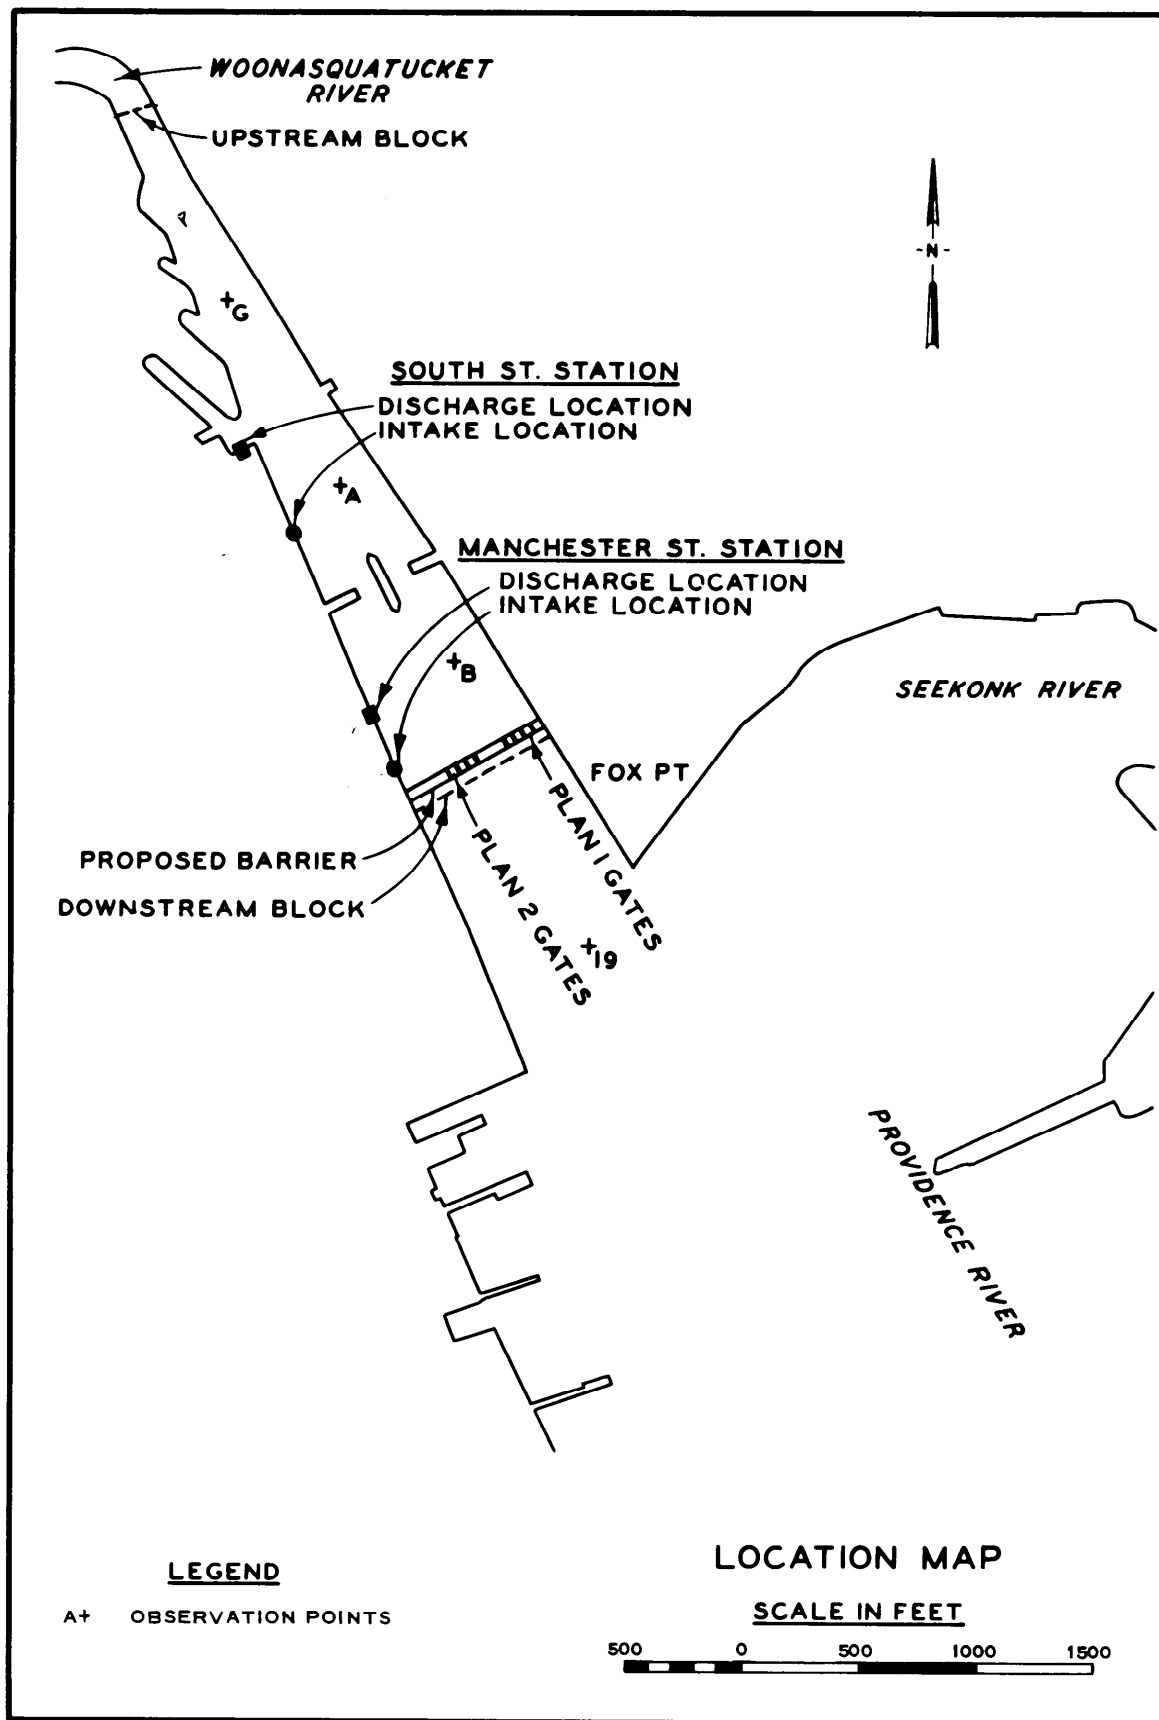 WOONASQUATUCKET
RIVER
UPSTREAM BLOCK
-N-
+G
SOUTH ST. STATION
DISCHARGE LOCATION
INTAKE LOCATION
+A
MANCHESTER ST. STATION
DISCHARGE LOCATION
INTAKE LOCATION
+B
SEEKONK RIVER
FOX PT
PLAN 1 GATES
PLAN 2 GATES
PROPOSED BARRIER
DOWNSTREAM BLOCK
+19
PROVIDENCE RIVER
LEGEND
A+ OBSERVATION POINTS
LOCATION MAP
SCALE IN FEET
500 0 500 1000 1500